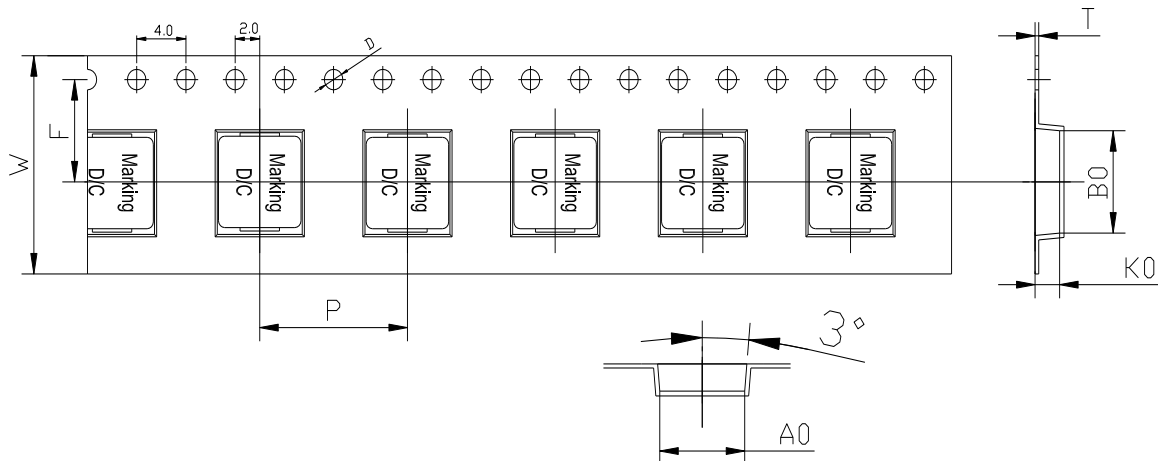 4.0
2.0
D
T
F
W
Marking
D/C
Marking
D/C
Marking
D/C
Marking
D/C
Marking
D/C
Marking
D/C
B0
K0
P
3°
A0